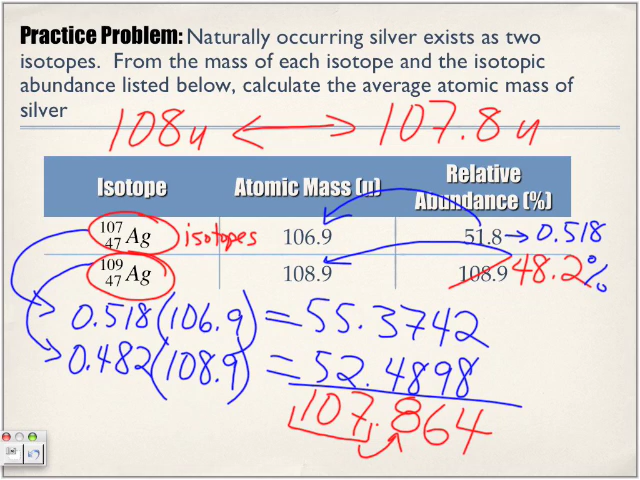 Practice Problem: Naturally occurring silver exists as two
isotopes. From the mass of each isotope and the isotopic
abundance listed below, calculate the average atomic mass of
silver
108u ⟷ 107.8u
Isotope Atomic Mass (u) Relative Abundance (%)
107 47 Ag isotopes 106.9 51.8 → 0.518
109 47 Ag 108.9 108.9 48.2%
0.518(106.9) = 55.3742
0.482(108.9) = 52.4898
107.864